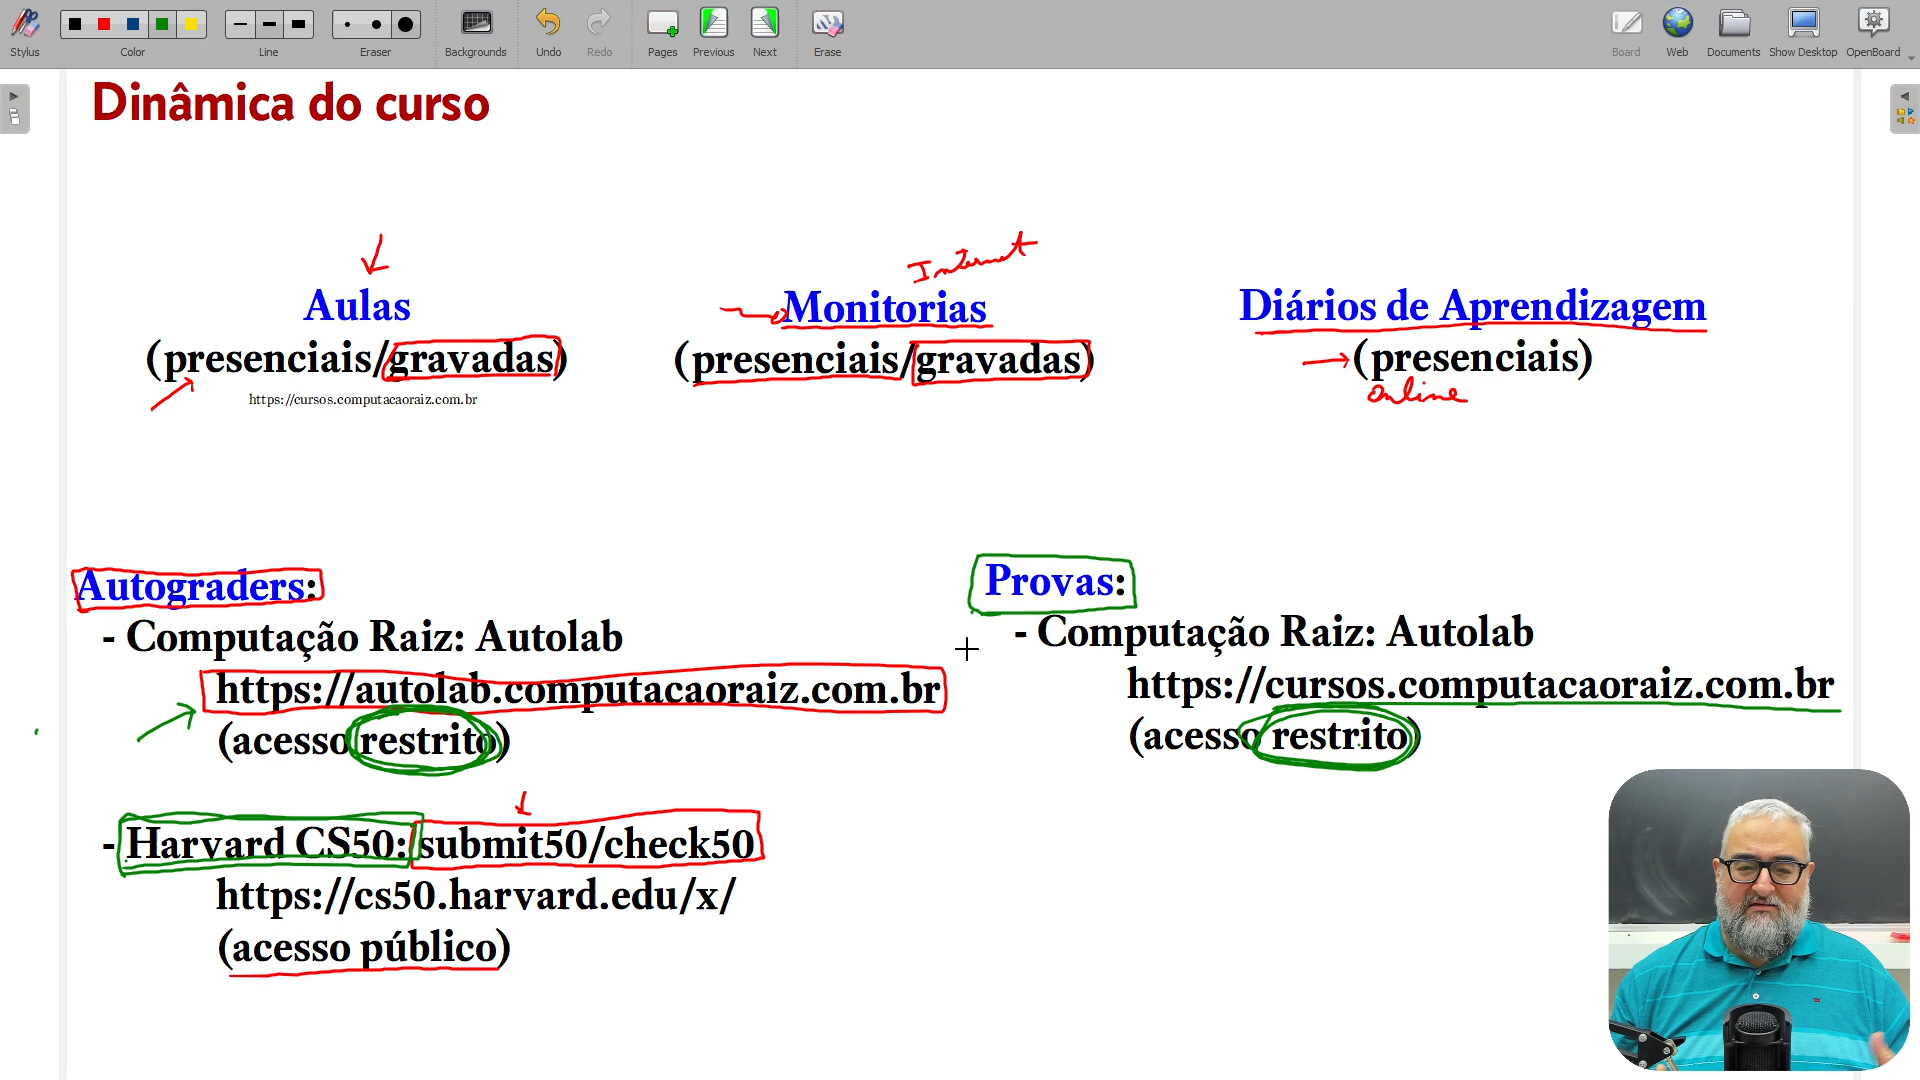 Stylus
Color
Line
Eraser
Backgrounds
Undo
Redo
Pages
Previous
Next
Erase
Board
Web
Documents
Show Desktop
OpenBoard
Dinâmica do curso
Internet
Aulas
(presenciais/gravadas)
https://cursos.computacaoraiz.com.br
Monitorias
(presenciais/gravadas)
Diários de Aprendizagem
(presenciais)
online
Autograders:
- Computação Raiz: Autolab
https://autolab.computacaoraiz.com.br
(acesso restrito)
- Harvard CS50: submit50/check50
https://cs50.harvard.edu/x/
(acesso público)
Provas:
- Computação Raiz: Autolab
https://cursos.computacaoraiz.com.br
(acesso restrito)